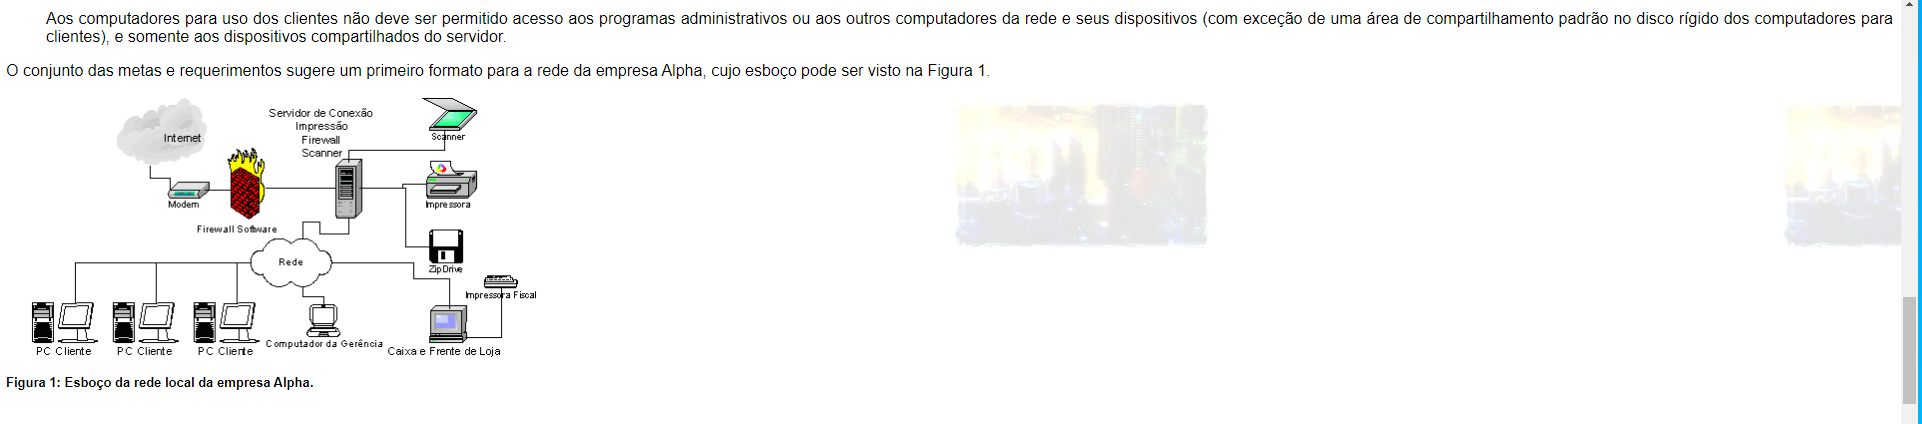 Aos computadores para uso dos clientes não deve ser permitido acesso aos programas administrativos ou aos outros computadores da rede e seus dispositivos (com exceção de uma área de compartilhamento padrão no disco rígido dos computadores para
clientes), e somente aos dispositivos compartilhados do servidor.
O conjunto das metas e requerimentos sugere um primeiro formato para a rede da empresa Alpha, cujo esboço pode ser visto na Figura 1.
Internet
Servidor de Conexão
Impressão
Firewall
Scanner
Scanner
Modem
Impressora
Firewall Software
Rede
Zip Drive
Impressora Fiscal
PC Cliente
PC Cliente
PC Cliente
Computador da Gerência
Caixa e Frente de Loja
Figura 1: Esboço da rede local da empresa Alpha.